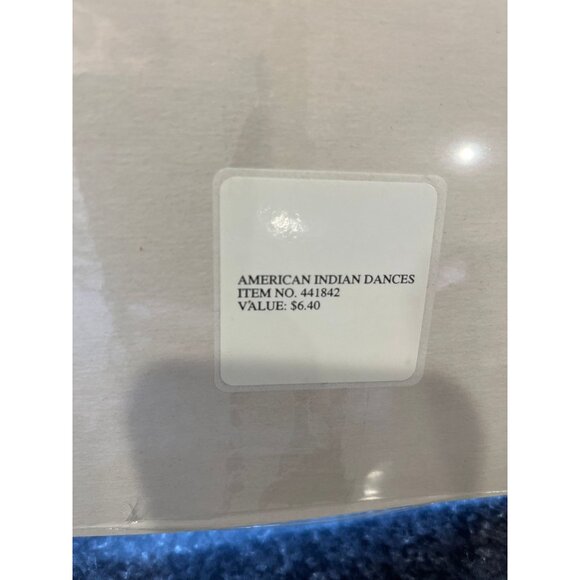 AMERICAN INDIAN DANCES
ITEM NO. 441842
VALUE: $6.40